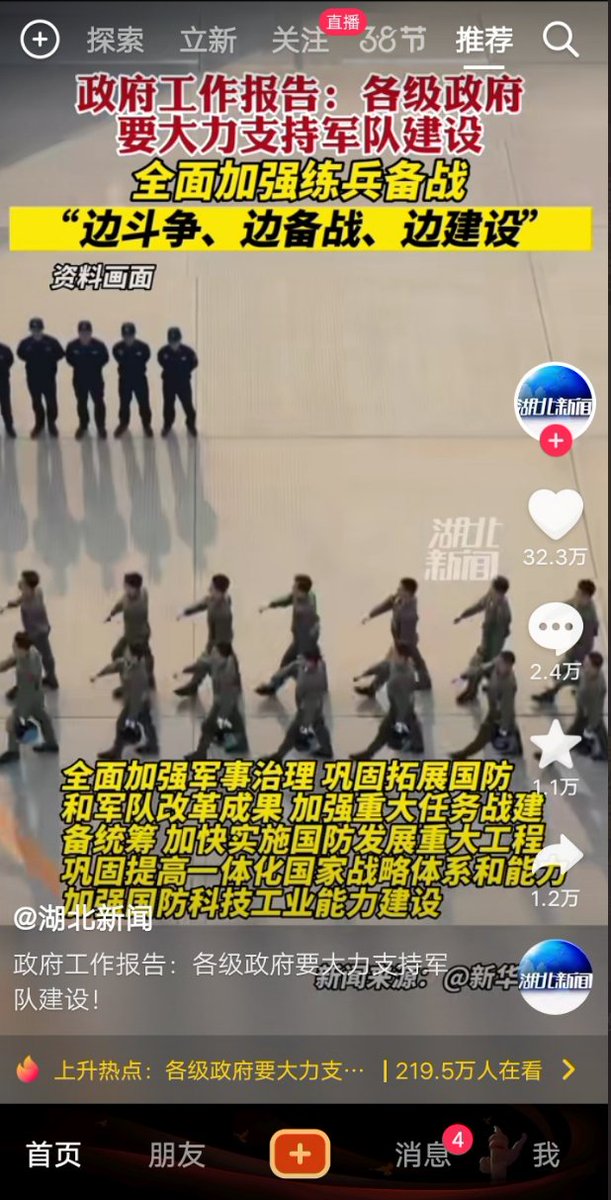 直播
探索 立新 关注 38节 推荐
政府工作报告：各级政府
要大力支持军队建设
全面加强练兵备战
“边斗争、边备战、边建设”
资料画面
湖北新闻
湖北
新闻
32.3万
2.4万
全面加强军事治理 巩固拓展国防
和军队改革成果 加强重大任务战建
1.1万
备统筹 加快实施国防发展重大工程
巩固提高一体化国家战略体系和能力
加强国防科技工业能力建设
1.2万
@湖北新闻
政府工作报告：各级政府要大力支持军
队建设！
新闻来源：@新华
湖北新闻
上升热点：各级政府要大力支… 219.5万人在看
首页 朋友 消息 4 我